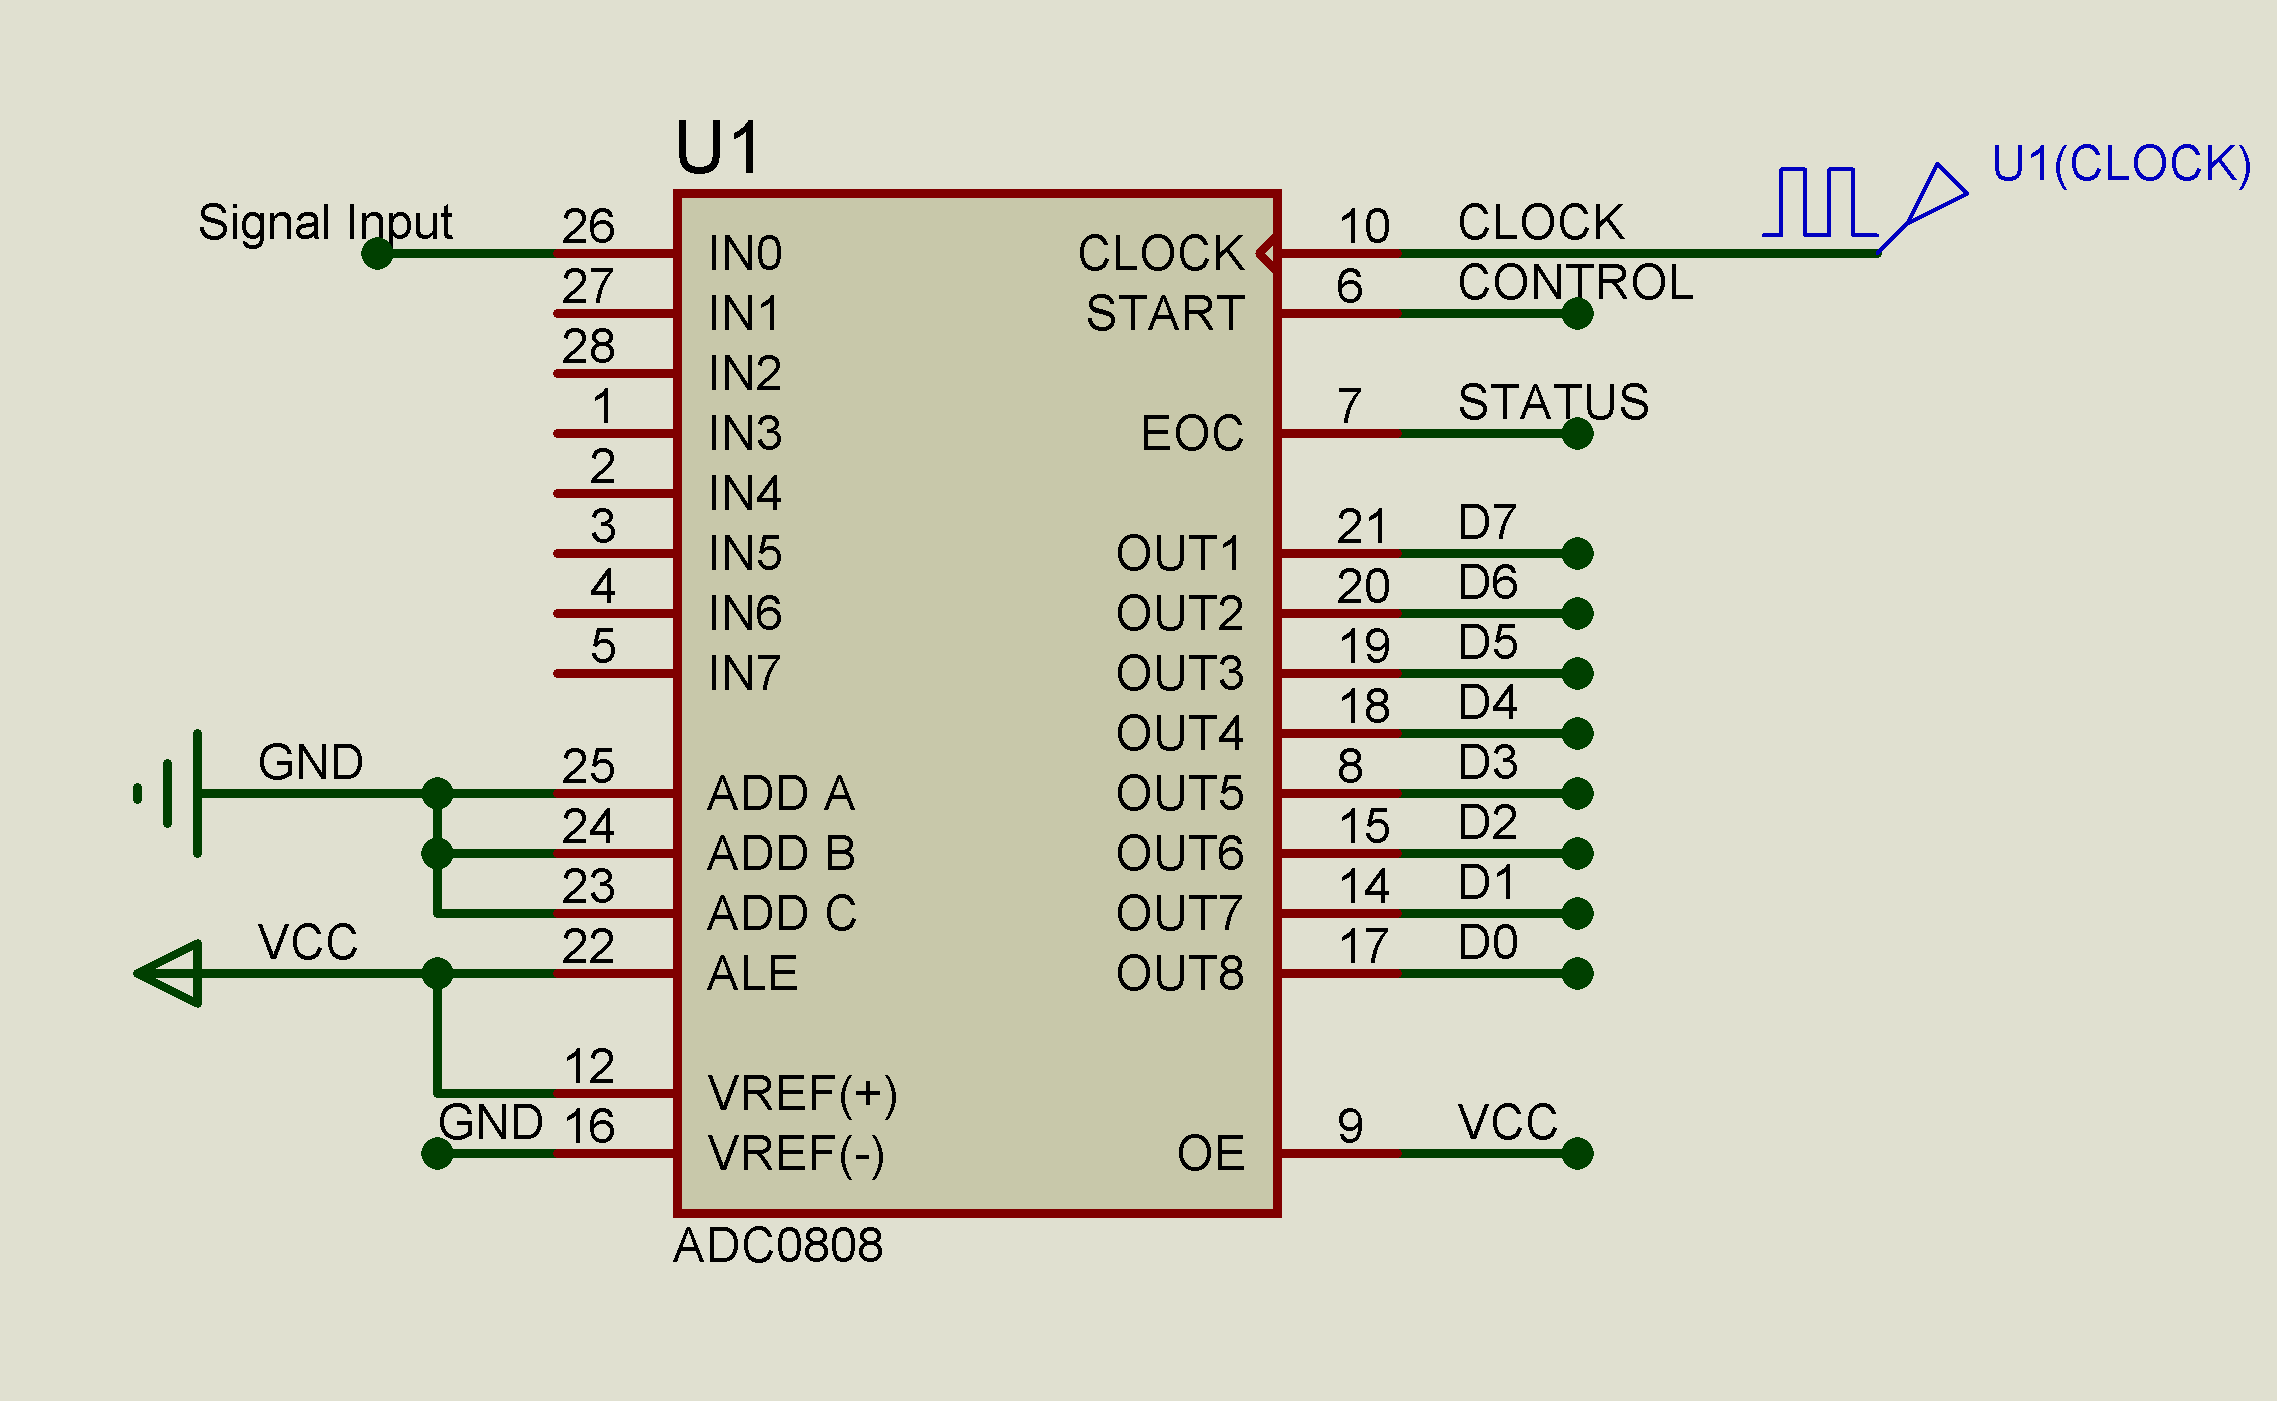 U1
U1(CLOCK)
Signal Input 26 IN0 CLOCK 10 CLOCK
27 IN1 START 6 CONTROL
28 IN2
1 IN3 EOC 7 STATUS
2 IN4
3 IN5 OUT1 21 D7
4 IN6 OUT2 20 D6
5 IN7 OUT3 19 D5
OUT4 18 D4
GND 25 ADD A OUT5 8 D3
24 ADD B OUT6 15 D2
23 ADD C OUT7 14 D1
VCC 22 ALE OUT8 17 D0
12 VREF(+)
GND 16 VREF(-) OE 9 VCC
ADC0808